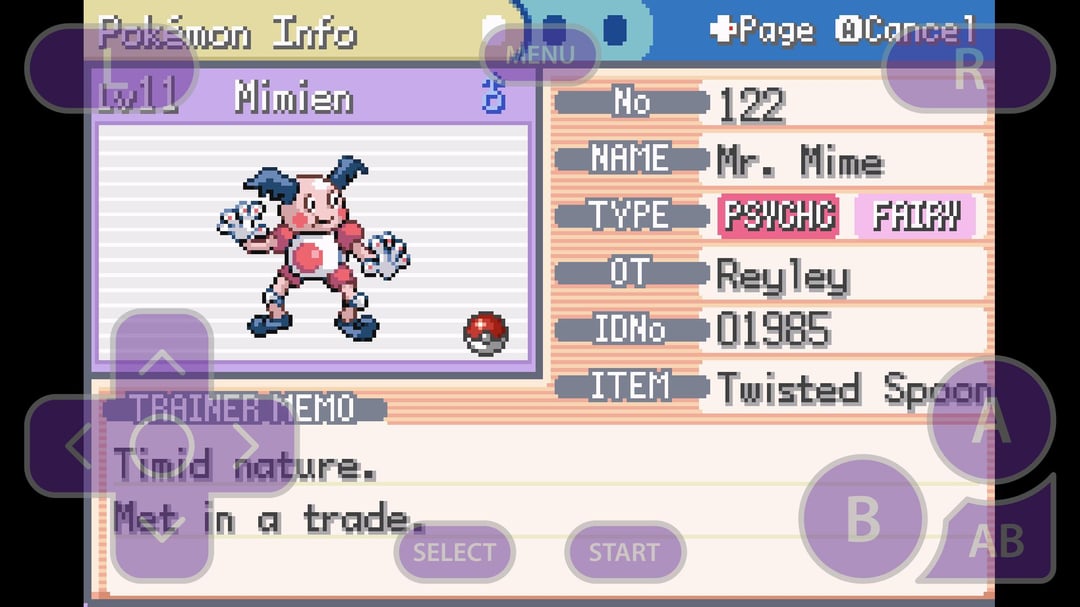 Pokémon Info
Page Cancel
MENU
L
R
Lv11 Mimien ♂
No 122
NAME Mr. Mime
TYPE PSYCHC FAIRY
OT Reyley
IDNo 01985
ITEM Twisted Spoon
TRAINER MEMO
Timid nature.
Met in a trade.
A
B
AB
SELECT
START